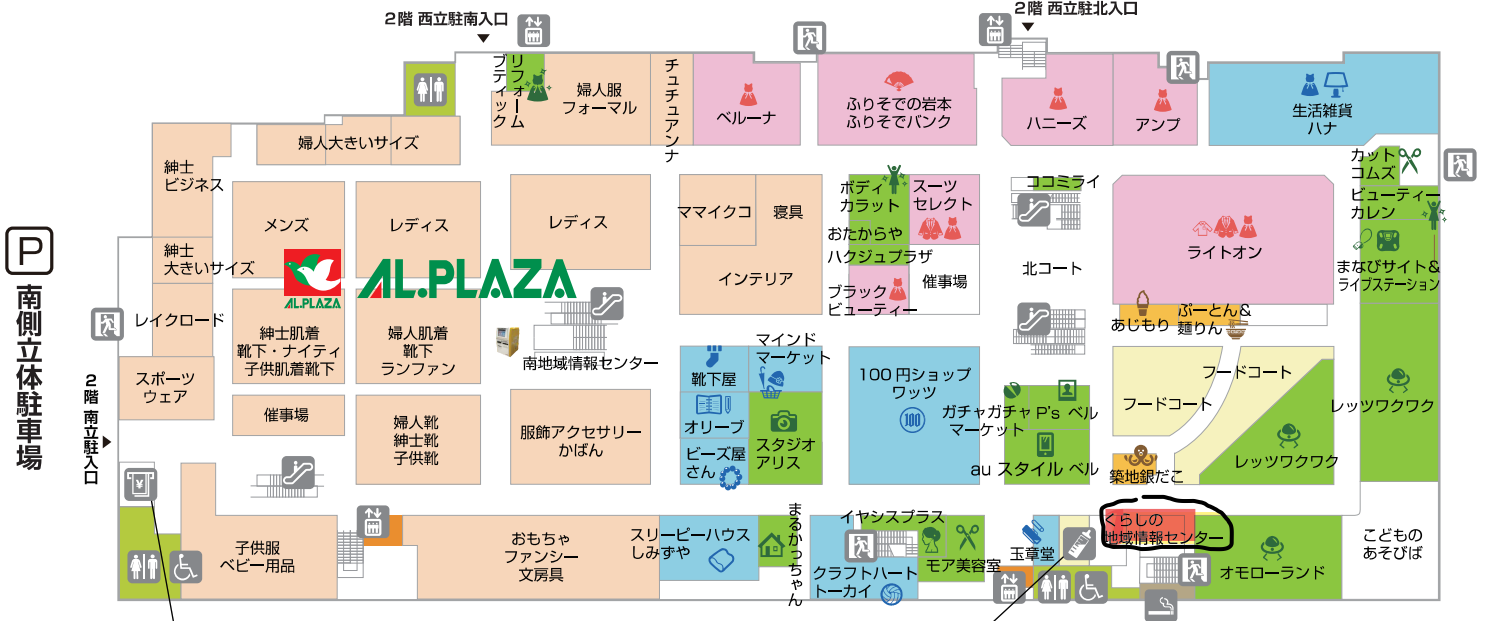 2階 西立駐南入口
2階 西立駐北入口
リフォーム
ブティック
婦人服
フォーマル
チュチュアンナ
ベルーナ
ふりそでの岩本
ふりそでバンク
ハニーズ
アンプ
生活雑貨
ハナ
婦人大きいサイズ
紳士
ビジネス
カット
コムズ
ビューティー
カレン
メンズ
レディス
レディス
ママイクコ
寝具
ボディ
カラット
スーツ
セレクト
ココミライ
おたからや
紳士
大きいサイズ
AL.PLAZA
AL.PLAZA
インテリア
ハクジュプラザ
催事場
北コート
ライトオン
まなびサイト&
ライブステーション
ブラック
ビューティー
P
南側立体駐車場
レイクロード
紳士肌着
靴下・ナイティ
子供肌着靴下
婦人肌着
靴下
ランファン
南地域情報センター
マインド
マーケット
あじもり
ぷーとん&
麺りん
スポーツ
ウェア
靴下屋
100円ショップ
ワッツ
100
フードコート
フードコート
2階 南立駐入口
催事場
婦人靴
紳士靴
子供靴
服飾アクセサリー
かばん
オリーブ
スタジオ
アリス
ガチャガチャ
マーケット
P's ベル
レッツワクワク
ビーズ屋
さん
au スタイル ベル
築地銀だこ
レッツワクワク
¥
子供服
ベビー用品
おもちゃ
ファンシー
文房具
スリーピーハウス
しみずや
まるかっちゃん
イヤシスプラス
クラフトハート
トーカイ
モア美容室
玉章堂
くらしの
地域情報センター
オモローランド
こどもの
あそびば